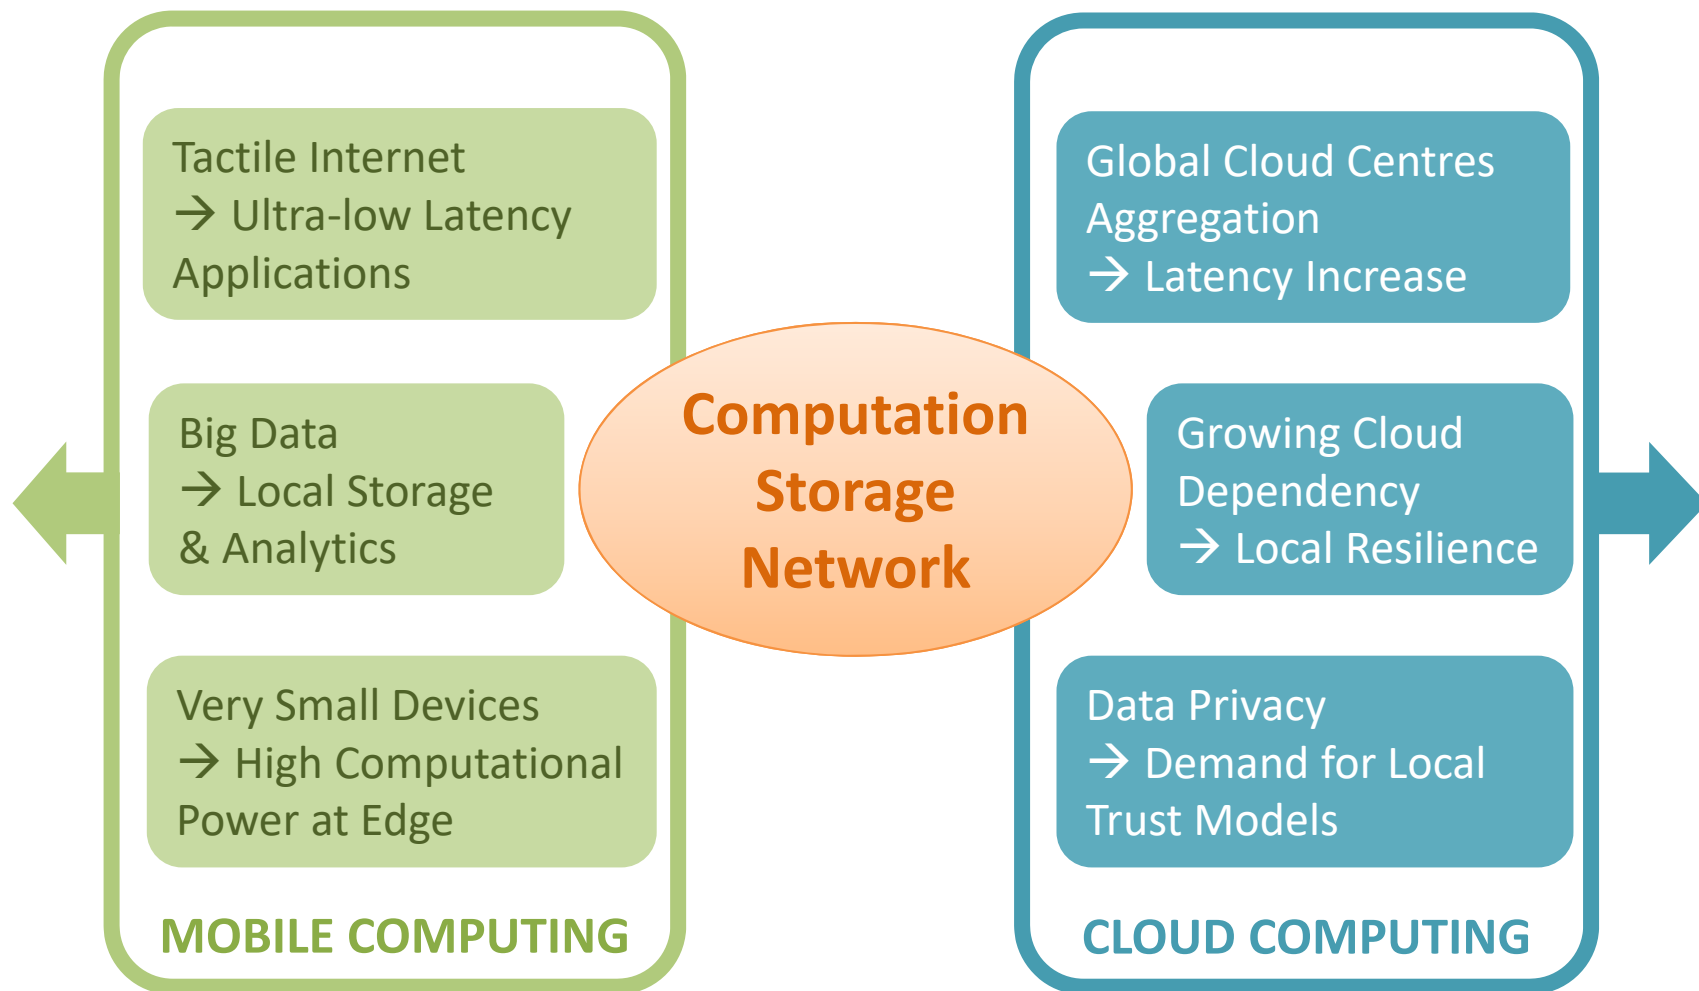 Tactile Internet
→ Ultra-low Latency
Applications
Big Data
→ Local Storage
& Analytics
Very Small Devices
→ High Computational
Power at Edge
MOBILE COMPUTING
Computation
Storage
Network
Global Cloud Centres
Aggregation
→ Latency Increase
Growing Cloud
Dependency
→ Local Resilience
Data Privacy
→ Demand for Local
Trust Models
CLOUD COMPUTING